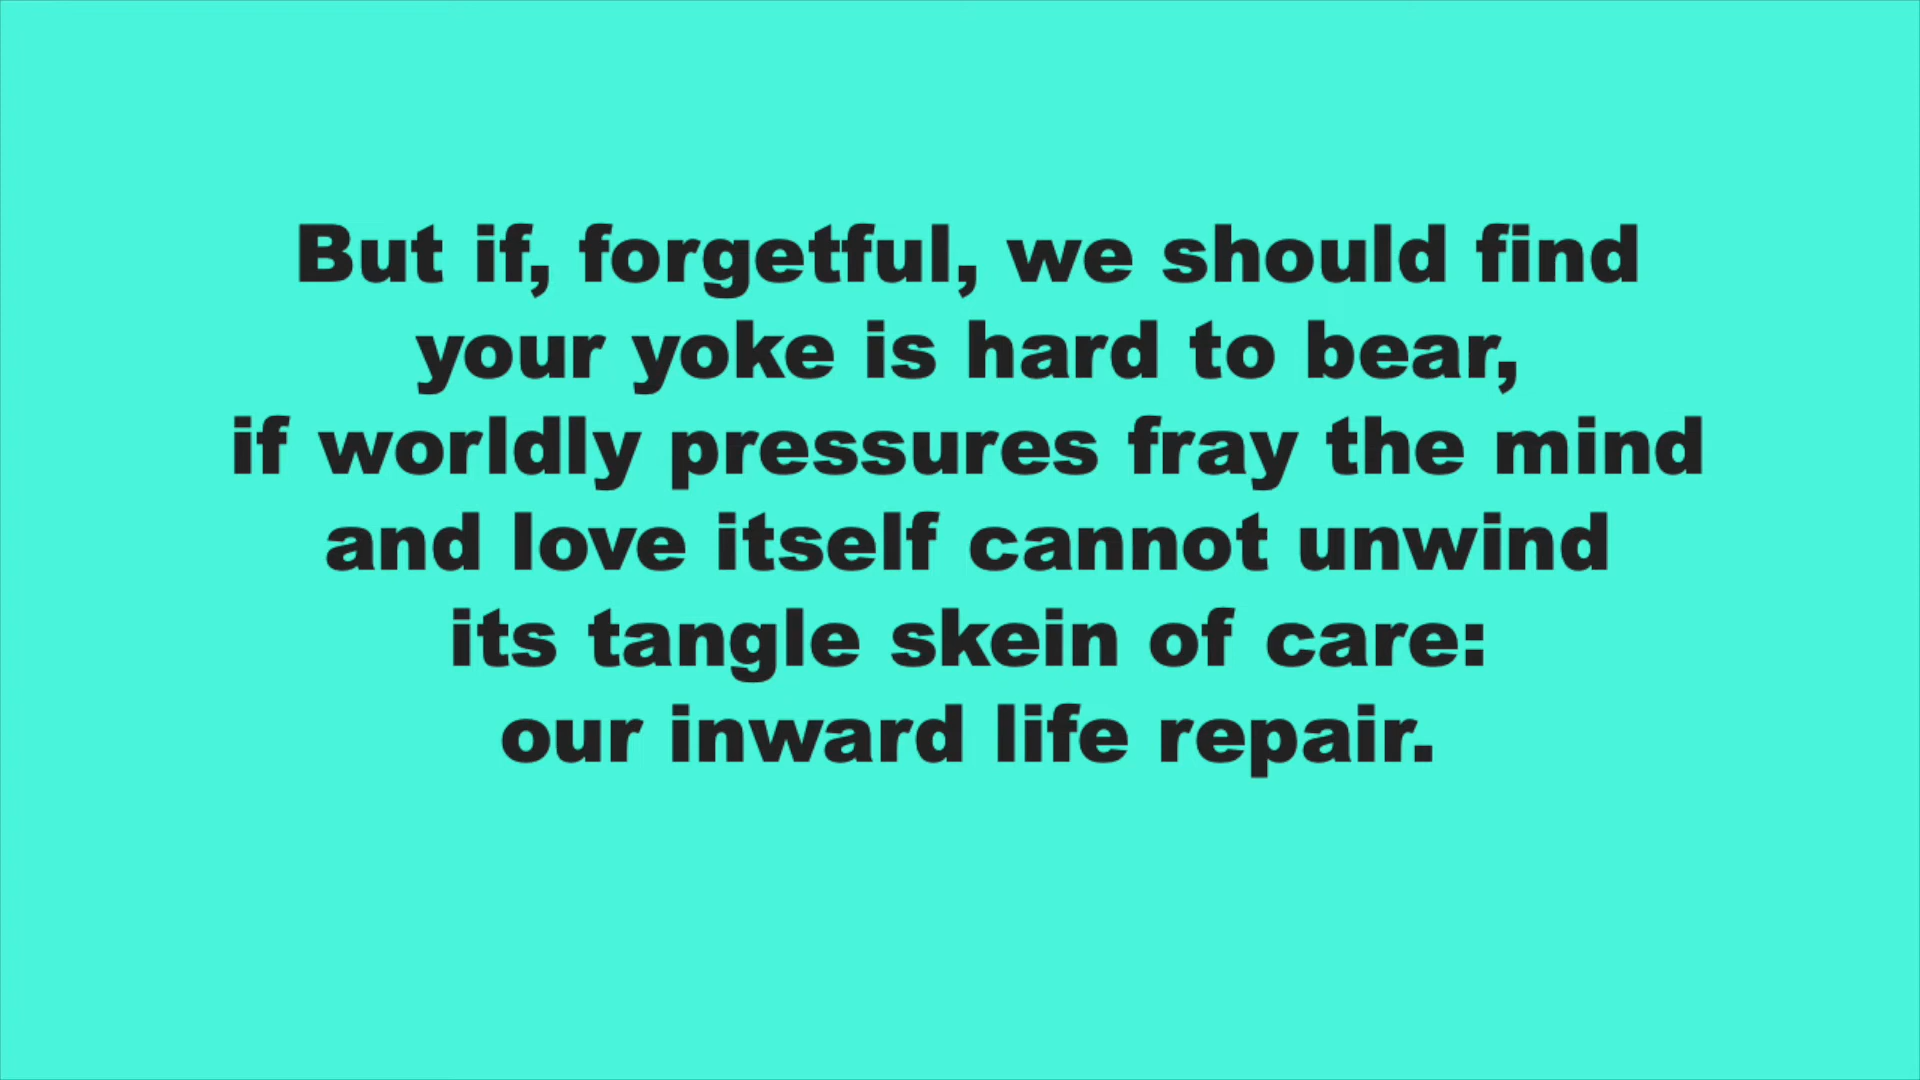 But if, forgetful, we should find
your yoke is hard to bear,
if worldly pressures fray the mind
and love itself cannot unwind
its tangle skein of care:
our inward life repair.